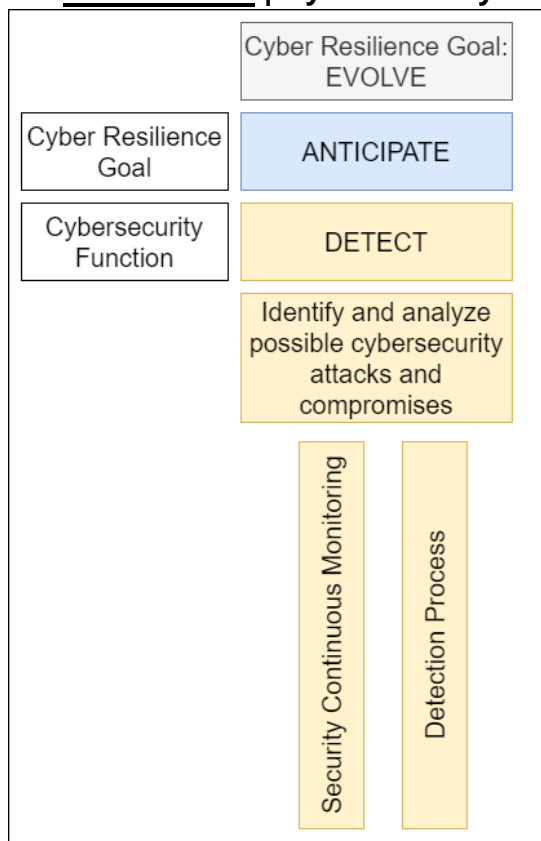 Cyber Resilience Goal:
EVOLVE
Cyber Resilience
Goal
ANTICIPATE
Cybersecurity
Function
DETECT
Identify and analyze
possible cybersecurity
attacks and
compromises
Security Continuous Monitoring
Detection Process